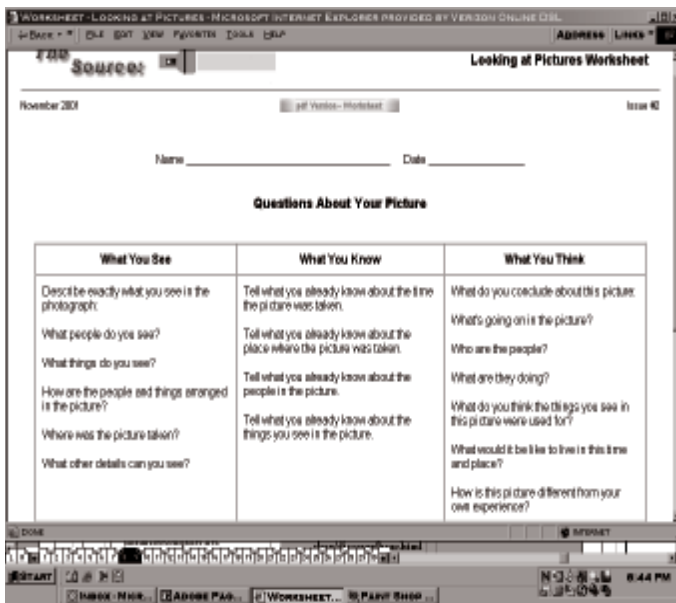 WORKSHEET - LOOKING AT PICTURES - MICROSOFT INTERNET EXPLORER PROVIDED BY VERIZON ONLINE DSL
BACK FILE EDIT VIEW FAVORITES TOOLS HELP ADDRESS LINKS
The Source:
Looking at Pictures Worksheet
November 2001 pdf Version - Worksheet Issue #2
Name Date
Questions About Your Picture
What You See What You Know What You Think
Describe exactly what you see in the
photograph:
What people do you see?
What things do you see?
How are the people and things arranged
in the picture?
Where was the picture taken?
What other details can you see?
Tell what you already know about the time
the picture was taken.
Tell what you already know about the
place where the picture was taken.
Tell what you already know about the
people in the picture.
Tell what you already know about the
things you see in the picture.
What do you conclude about this picture:
What's going on in the picture?
Who are the people?
What are they doing?
What do you think the things you see in
this picture were used for?
What would it be like to live in this time
and place?
How is this picture different from your
own experience?
DONE INTERNET
START 8:44 PM
INBOX - MICR... ADOBE PAG... WORKSHEET... PAINT SHOP ...